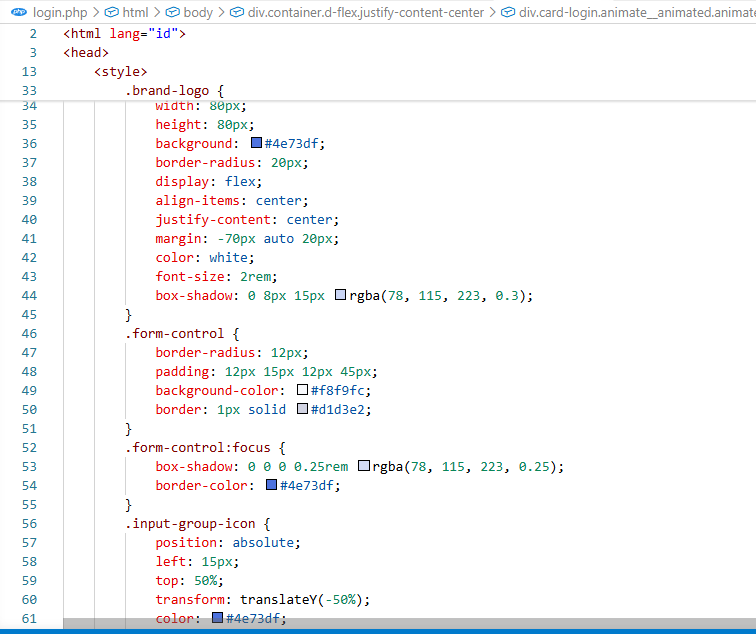 login.php > html > body > div.container.d-flex.justify-content-center > div.card-login.animate__animated.animate
2 <html lang="id">
3 <head>
13 <style>
33 .brand-logo {
34 width: 80px;
35 height: 80px;
36 background: #4e73df;
37 border-radius: 20px;
38 display: flex;
39 align-items: center;
40 justify-content: center;
41 margin: -70px auto 20px;
42 color: white;
43 font-size: 2rem;
44 box-shadow: 0 8px 15px rgba(78, 115, 223, 0.3);
45 }
46 .form-control {
47 border-radius: 12px;
48 padding: 12px 15px 12px 45px;
49 background-color: #f8f9fc;
50 border: 1px solid #d1d3e2;
51 }
52 .form-control:focus {
53 box-shadow: 0 0 0 0.25rem rgba(78, 115, 223, 0.25);
54 border-color: #4e73df;
55 }
56 .input-group-icon {
57 position: absolute;
58 left: 15px;
59 top: 50%;
60 transform: translateY(-50%);
61 color: #4e73df;